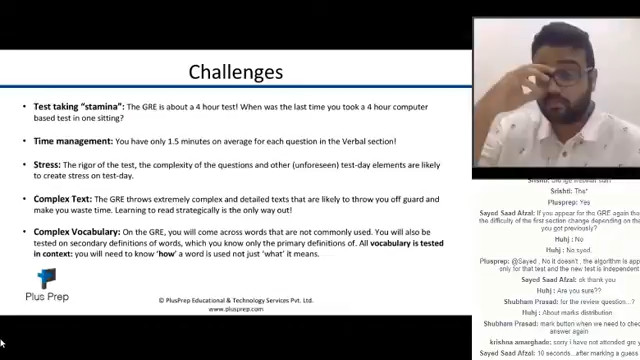 Challenges
• Test taking "stamina": The GRE is about a 4 hour test! When was the last time you took a 4 hour computer
based test in one sitting?
• Time management: You have only 1.5 minutes on average for each question in the Verbal section!
• Stress: The rigor of the test, the complexity of the questions and other (unforeseen) test-day elements are likely
to create stress on test-day.
• Complex Text: The GRE throws extremely complex and detailed texts that are likely to throw you off guard and
make you waste time. Learning to read strategically is the only way out!
• Complex Vocabulary: On the GRE, you will come across words that are not commonly used. You will also
be tested on secondary definitions of words, which you know only the primary definitions of. All
vocabulary is tested
in context: you will need to know 'how' a word is used not just 'what' it means.
Plus Prep
© PlusPrep Educational & Technology Services Pvt. Ltd.
www.plusprep.com
Srishti: Tha*
Plusprep: Yes
Sayed Saad Afzal: If you appear for the GRE again the
the difficulty of the first section change depending on
you got previously?
Huhj : No
Huhj : No syed.
Plusprep: @Sayed , No it doesn't , the algorithm is app
only for that test and the new test is independent
Sayed Saad Afzal: ok thank you
Huhj : Are you sure??
Shubham Prasad: for the review question...?
Huhj : About marks distribution
Shubham Prasad: mark button when we need to chec
answer again
krishna amarghade: sorry i have not attended gre
Sayed Saad Afzal: 10 seconds...after marking a gues